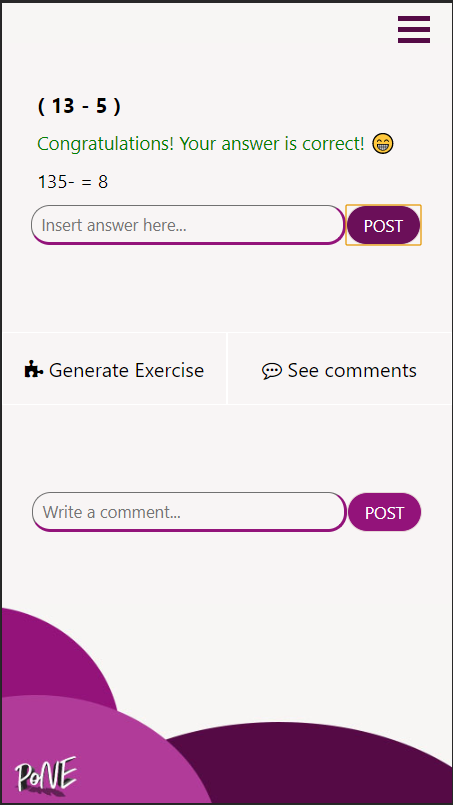 ( 13 - 5 )
Congratulations! Your answer is correct! 😁
135- = 8
Insert answer here...
POST
Generate Exercise
See comments
Write a comment...
POST
PoNE